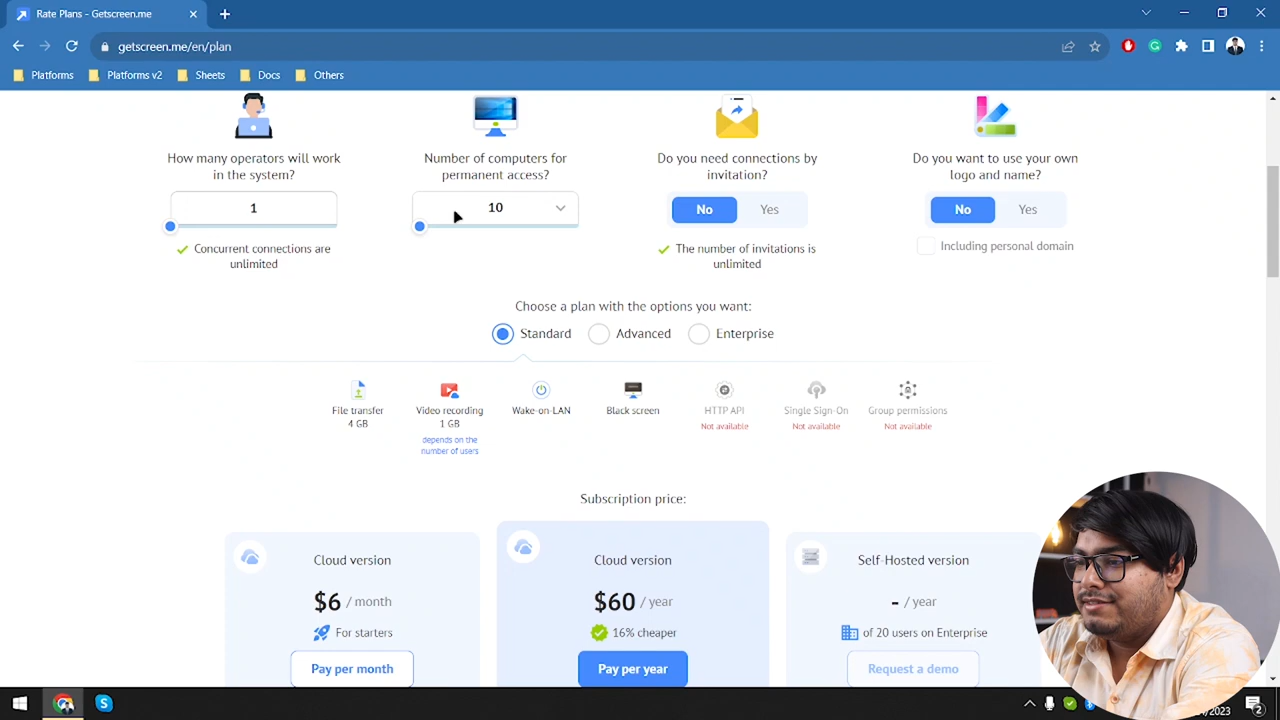 Rate Plans - Getscreen.me
getscreen.me/en/plan
Platforms
Platforms v2
Sheets
Docs
Others
How many operators will work
in the system?
1
Concurrent connections are
unlimited
Number of computers for
permanent access?
10
Do you need connections by
invitation?
No
Yes
The number of invitations is
unlimited
Do you want to use your own
logo and name?
No
Yes
Including personal domain
Choose a plan with the options you want:
Standard
Advanced
Enterprise
File transfer
4 GB
Video recording
1 GB
depends on the
number of users
Wake-on-LAN
Black screen
HTTP API
Not available
Single Sign-On
Not available
Group permissions
Not available
Subscription price:
Cloud version
$6 / month
For starters
Pay per month
Cloud version
$60 / year
16% cheaper
Pay per year
Self-Hosted version
- / year
of 20 users on Enterprise
Request a demo
/2023
2